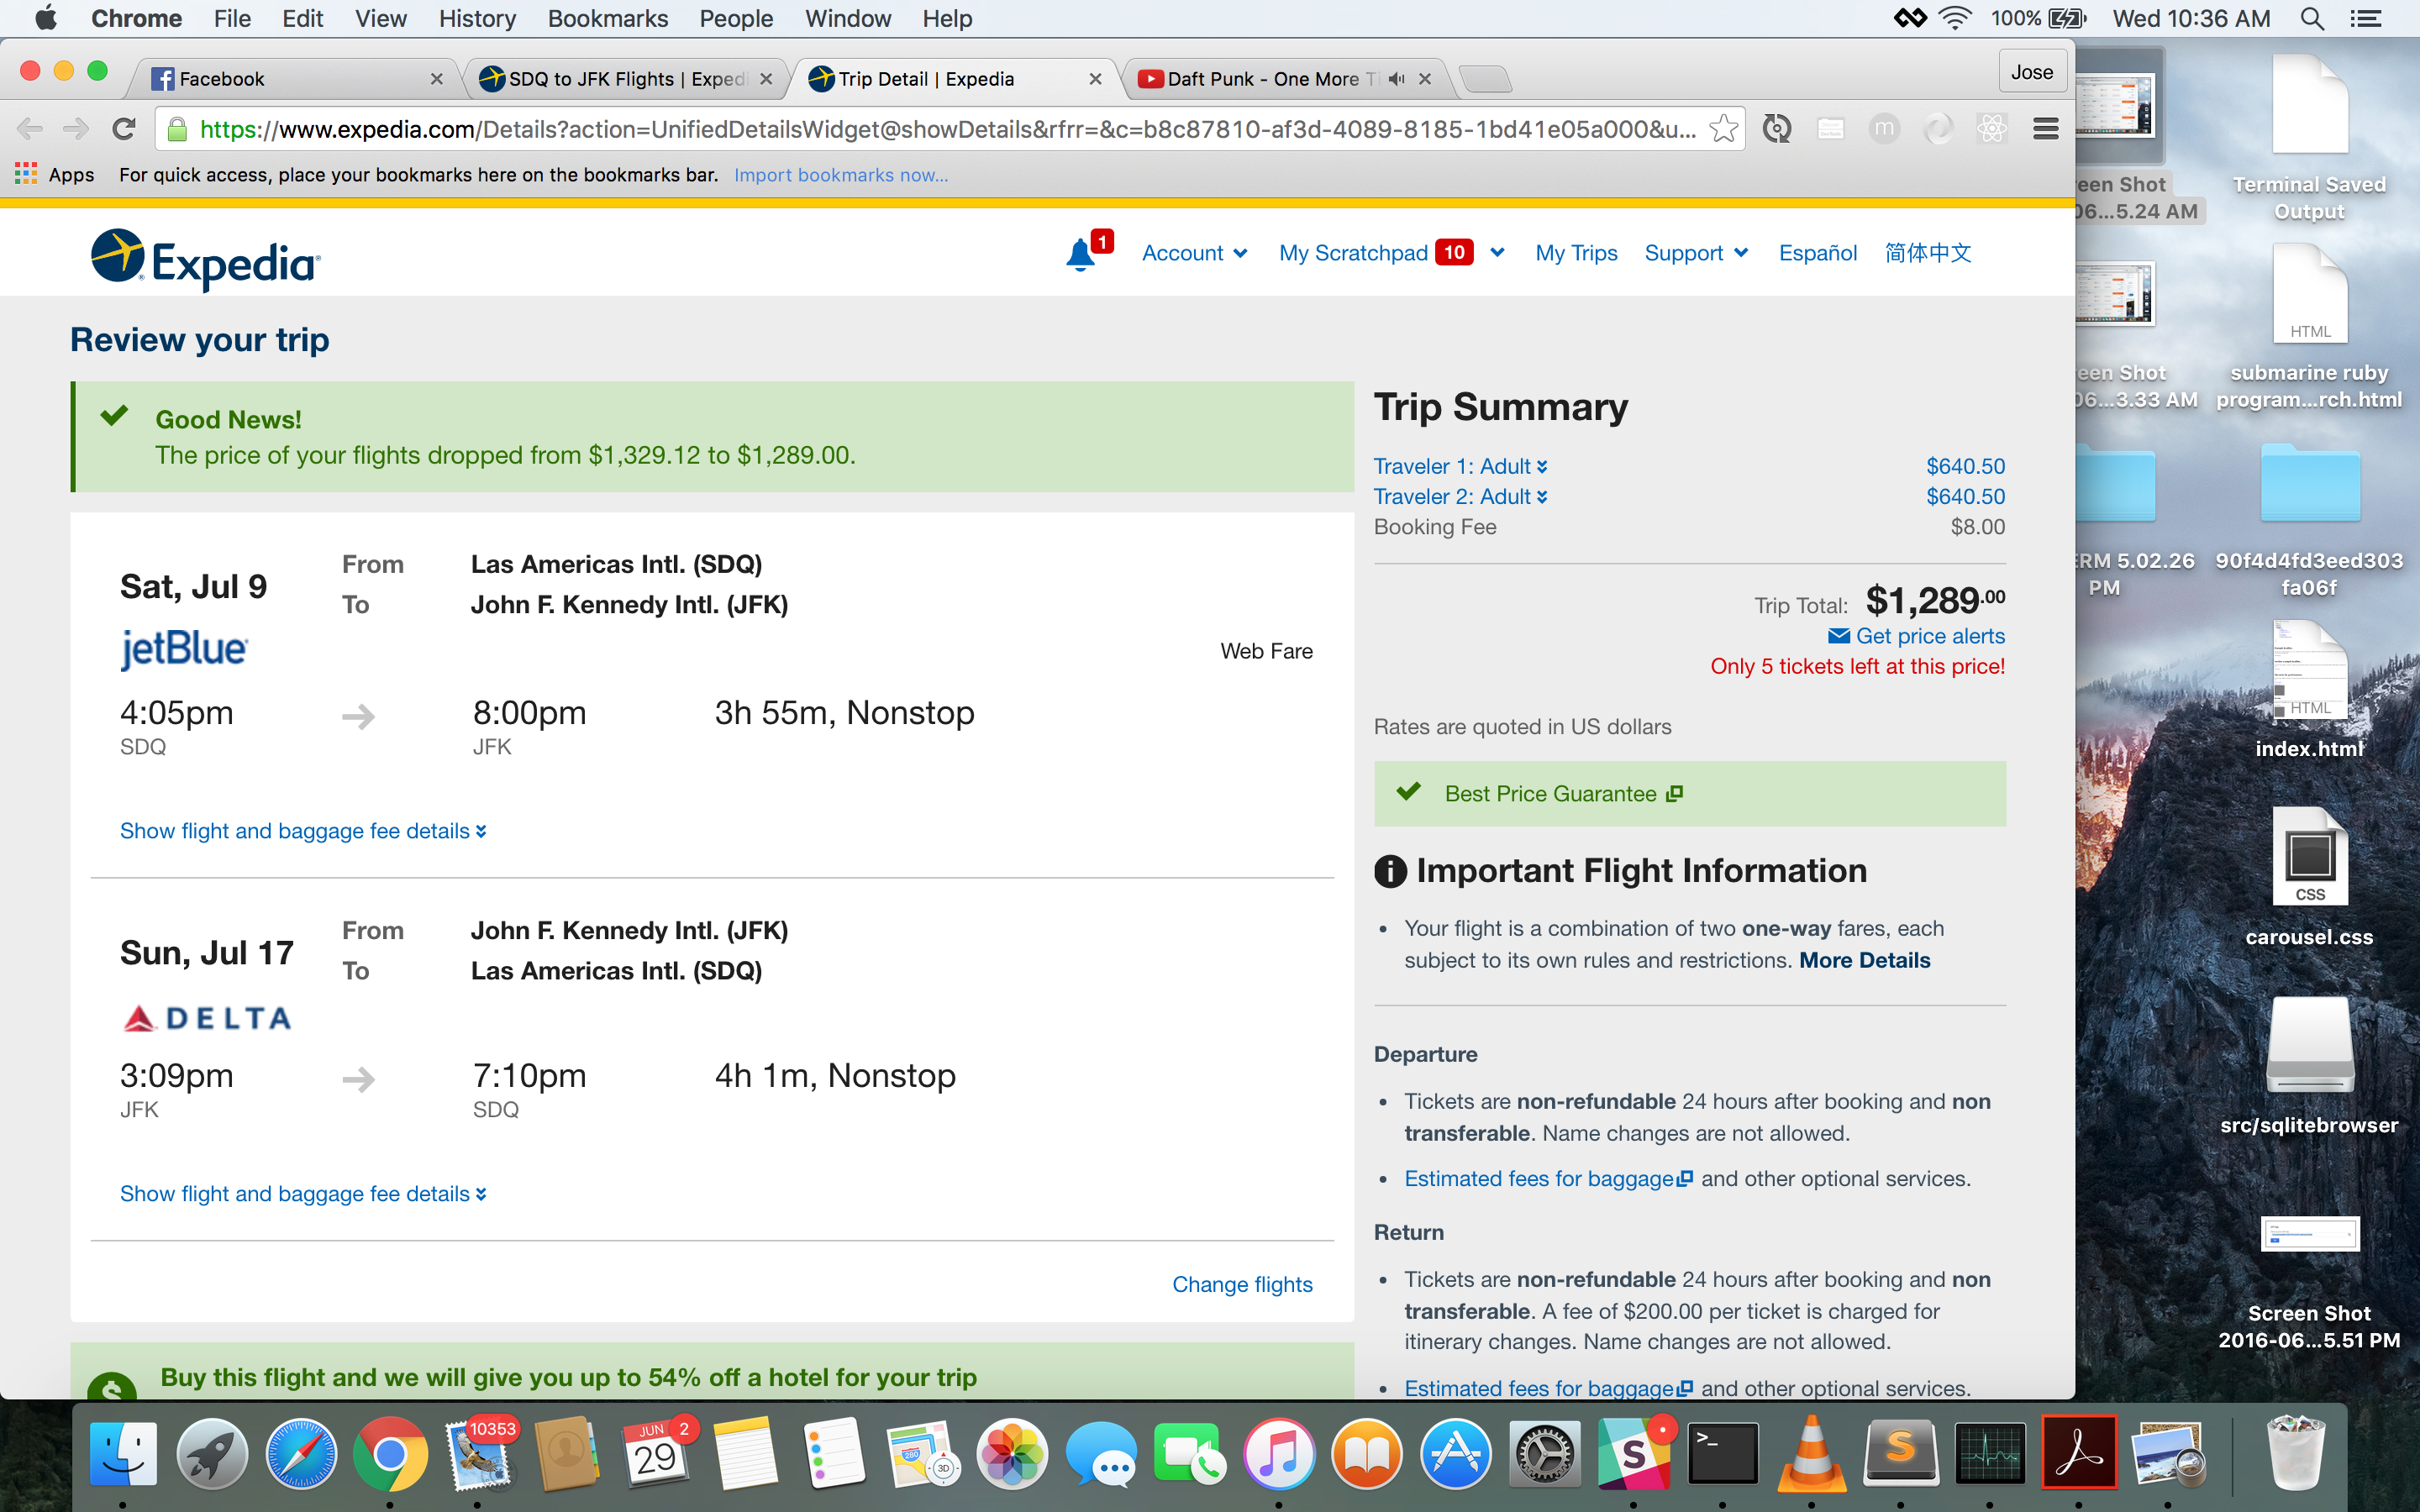 Chrome File Edit View History Bookmarks People Window Help 100% Wed 10:36 AM
Facebook SDQ to JFK Flights | Exped Trip Detail | Expedia Daft Punk - One More Ti Jose
https://www.expedia.com/Details?action=UnifiedDetailsWidget@showDetails&rfrr=&c=b8c87810-af3d-4089-8185-1bd41e05a000&u...
Apps For quick access, place your bookmarks here on the bookmarks bar. Import bookmarks now...
Expedia 1 Account My Scratchpad 10 My Trips Support Español 简体中文
Review your trip
Good News!
The price of your flights dropped from $1,329.12 to $1,289.00.
Sat, Jul 9
From Las Americas Intl. (SDQ)
To John F. Kennedy Intl. (JFK)
jetBlue
Web Fare
4:05pm 8:00pm 3h 55m, Nonstop
SDQ JFK
Show flight and baggage fee details
Sun, Jul 17
From John F. Kennedy Intl. (JFK)
To Las Americas Intl. (SDQ)
DELTA
3:09pm 7:10pm 4h 1m, Nonstop
JFK SDQ
Show flight and baggage fee details
Change flights
Buy this flight and we will give you up to 54% off a hotel for your trip
Trip Summary
Traveler 1: Adult $640.50
Traveler 2: Adult $640.50
Booking Fee $8.00
Trip Total: $1,289.00
Get price alerts
Only 5 tickets left at this price!
Rates are quoted in US dollars
Best Price Guarantee
Important Flight Information
• Your flight is a combination of two one-way fares, each
subject to its own rules and restrictions. More Details
Departure
• Tickets are non-refundable 24 hours after booking and non
transferable. Name changes are not allowed.
• Estimated fees for baggage and other optional services.
Return
• Tickets are non-refundable 24 hours after booking and non
transferable. A fee of $200.00 per ticket is charged for
itinerary changes. Name changes are not allowed.
• Estimated fees for baggage and other optional services.
een Shot
06...5.24 AM
Terminal Saved
Output
een Shot
06...3.33 AM
HTML
submarine ruby
program...rch.html
ERM 5.02.26
PM
90f4d4fd3eed303
fa06f
HTML
index.html
CSS
carousel.css
src/sqlitebrowser
Screen Shot
2016-06...5.51 PM
10353 JUN 29 2 280 3D